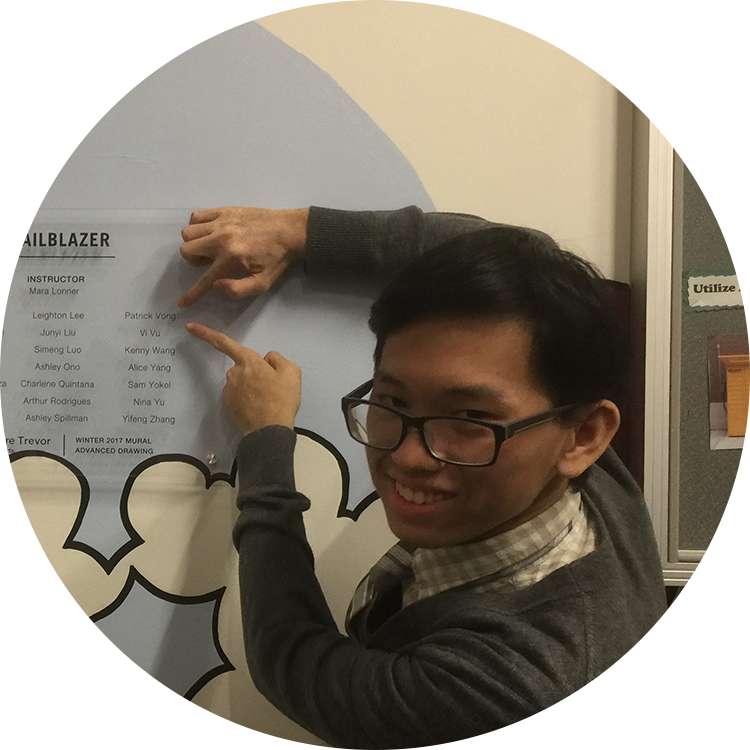 AILBLAZER
INSTRUCTOR
Mara Lonner
Leighton Lee Patrick Vong
Junyi Liu Vi Vu
Simeng Luo Kenny Wang
Ashley Ono Alice Yang
za Charlene Quintana Sam Yokel
Arthur Rodrigues Nina Yu
Ashley Spillman Yifeng Zhang
re Trevor WINTER 2017 MURAL
TS ADVANCED DRAWING
Utilize